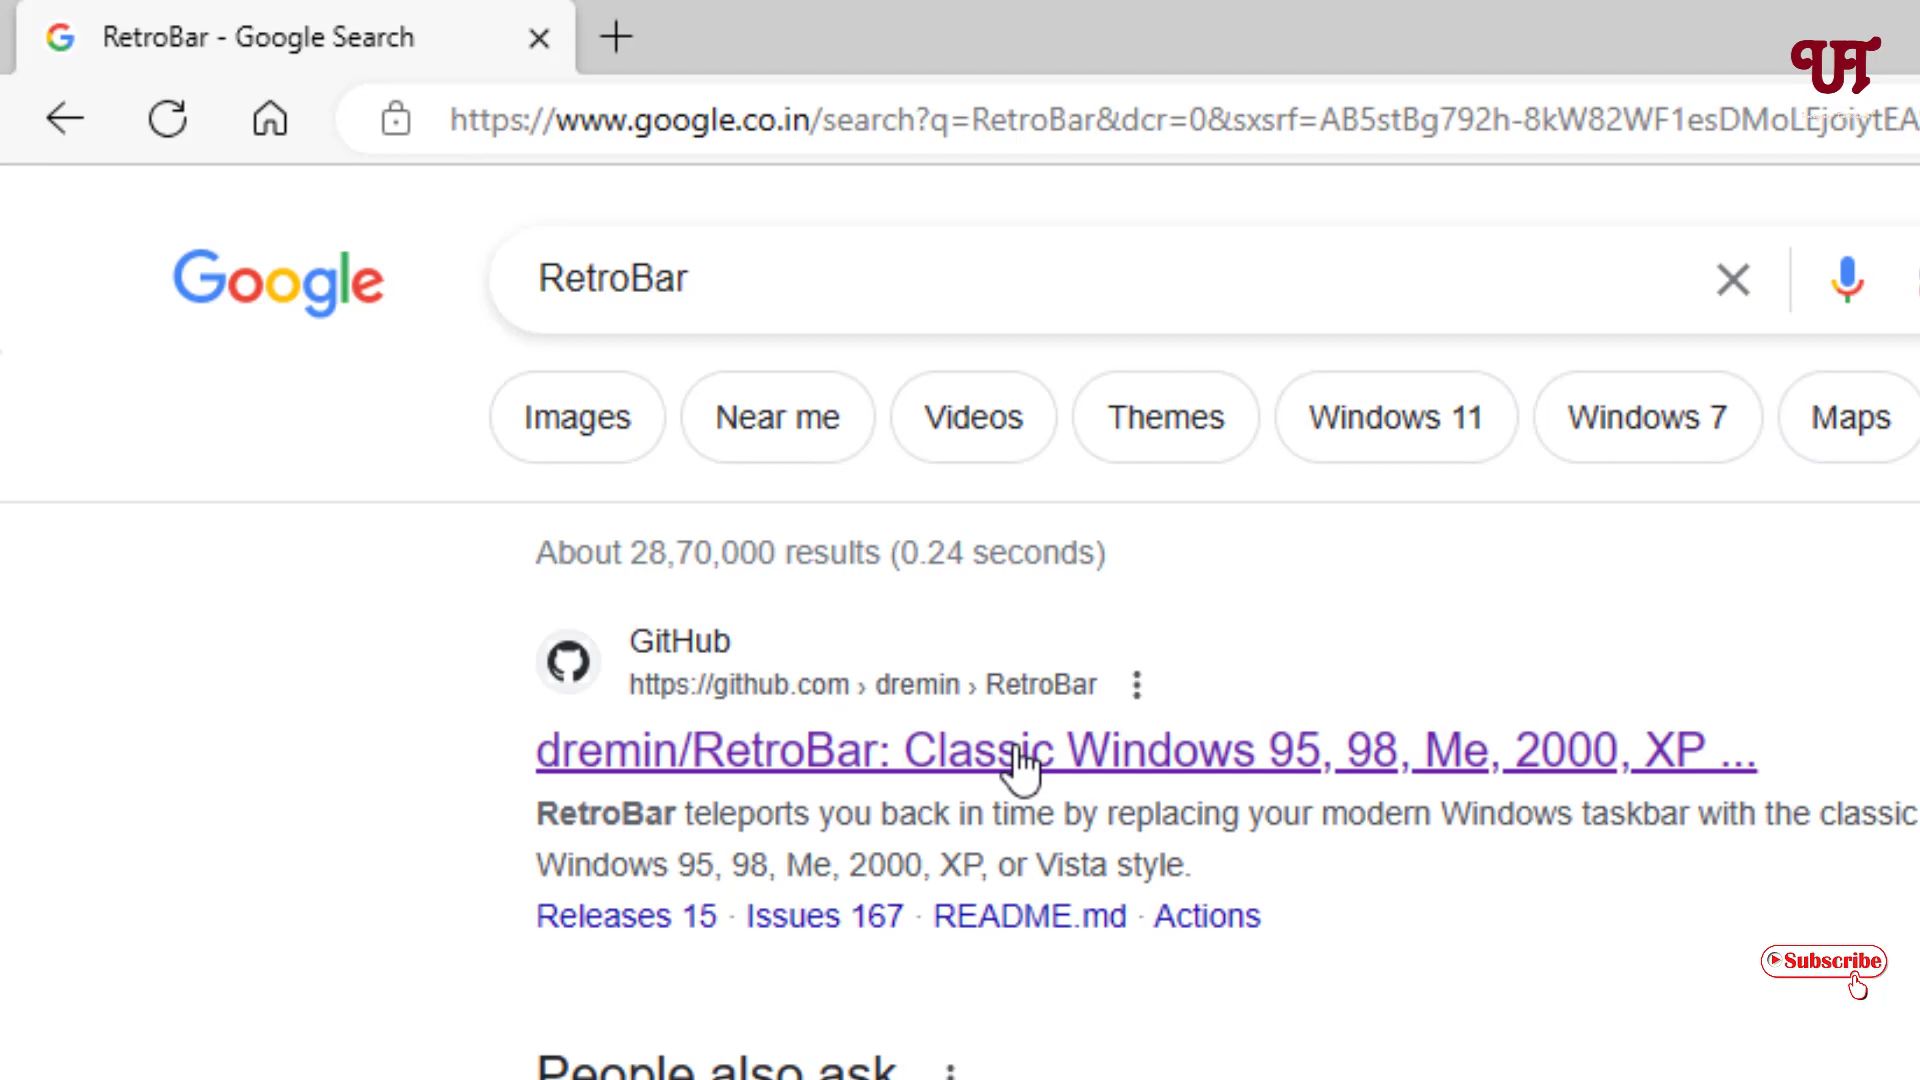 RetroBar - Google Search
UT
https://www.google.co.in/search?q=RetroBar&dcr=0&sxsrf=AB5stBg792h-8kW82WF1esDMoLEjoiytEA
Google
RetroBar
Images
Near me
Videos
Themes
Windows 11
Windows 7
Maps
About 28,70,000 results (0.24 seconds)
GitHub
https://github.com › dremin › RetroBar
dremin/RetroBar: Classic Windows 95, 98, Me, 2000, XP ...
RetroBar teleports you back in time by replacing your modern Windows taskbar with the classic
Windows 95, 98, Me, 2000, XP, or Vista style.
Releases 15 · Issues 167 · README.md · Actions
Subscribe
People also ask